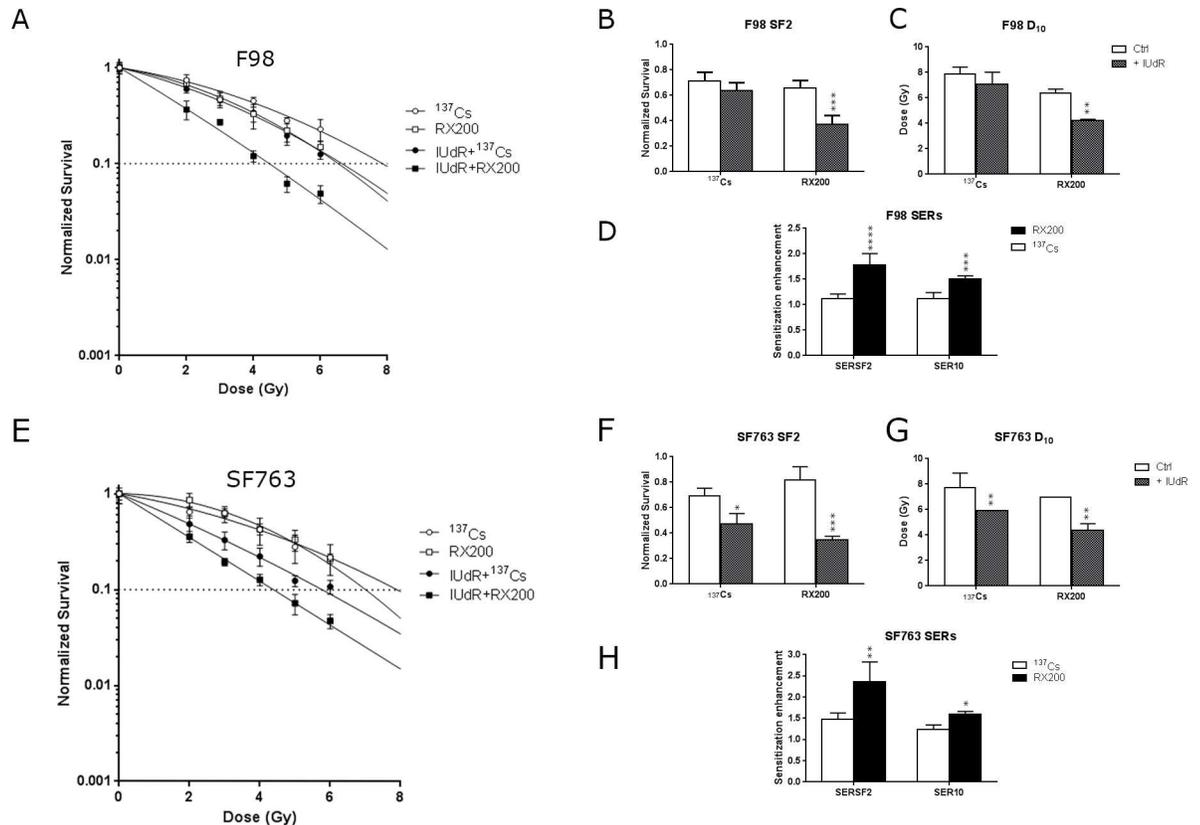 A
F98
Normalized Survival
1
0.1
0.01
0.001
0 2 4 6 8
Dose (Gy)
¹³⁷Cs
RX200
IUdR+¹³⁷Cs
IUdR+RX200
B
F98 SF2
Normalized Survival
1.0
0.8
0.6
0.4
0.2
0.0
***
¹³⁷Cs RX200
C
F98 D₁₀
Dose (Gy)
10
8
6
4
2
0
**
¹³⁷Cs RX200
Ctrl
+ IUdR
D
F98 SERs
Sensitization enhancement
2.5
2.0
1.5
1.0
0.5
0.0
****
***
SERSF2 SER10
RX200
¹³⁷Cs
E
SF763
Normalized Survival
1
0.1
0.01
0.001
0 2 4 6 8
Dose (Gy)
¹³⁷Cs
RX200
IUdR+¹³⁷Cs
IUdR+RX200
F
SF763 SF2
Normalized Survival
1.0
0.8
0.6
0.4
0.2
0.0
*
***
¹³⁷Cs RX200
G
SF763 D₁₀
Dose (Gy)
10
8
6
4
2
0
**
**
¹³⁷Cs RX200
Ctrl
+ IUdR
H
SF763 SERs
Sensitization enhancement
3.0
2.5
2.0
1.5
1.0
0.5
0.0
**
*
SERSF2 SER10
¹³⁷Cs
RX200